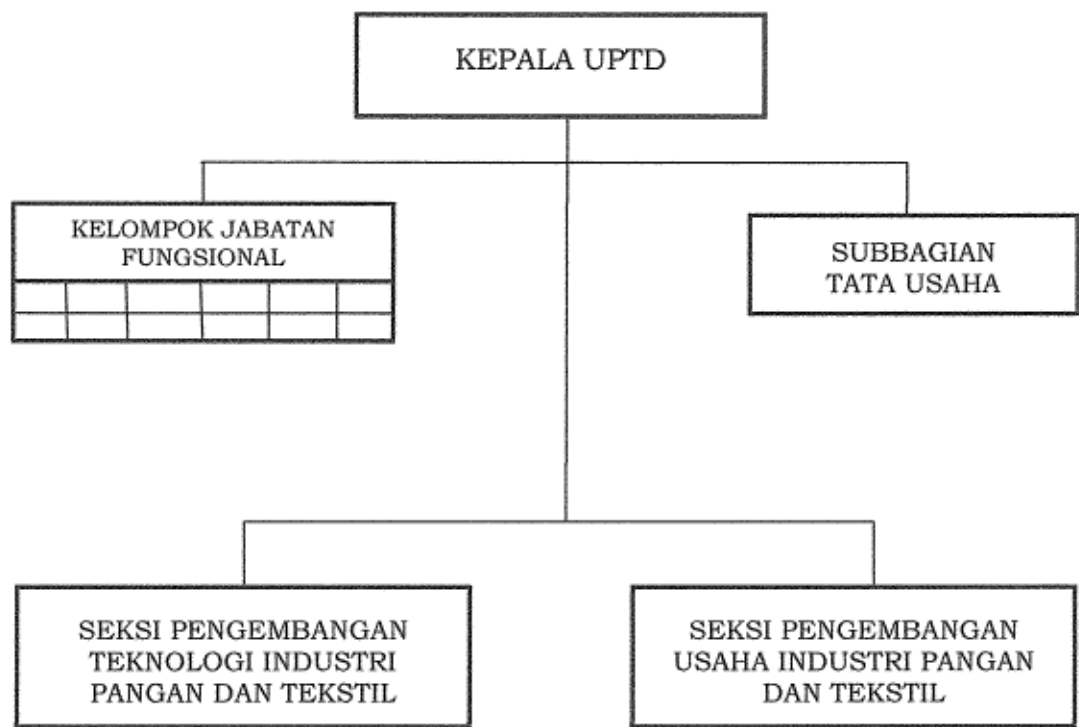 KEPALA UPTD
KELOMPOK JABATAN
FUNGSIONAL
SUBBAGIAN
TATA USAHA
SEKSI PENGEMBANGAN
TEKNOLOGI INDUSTRI
PANGAN DAN TEKSTIL
SEKSI PENGEMBANGAN
USAHA INDUSTRI PANGAN
DAN TEKSTIL